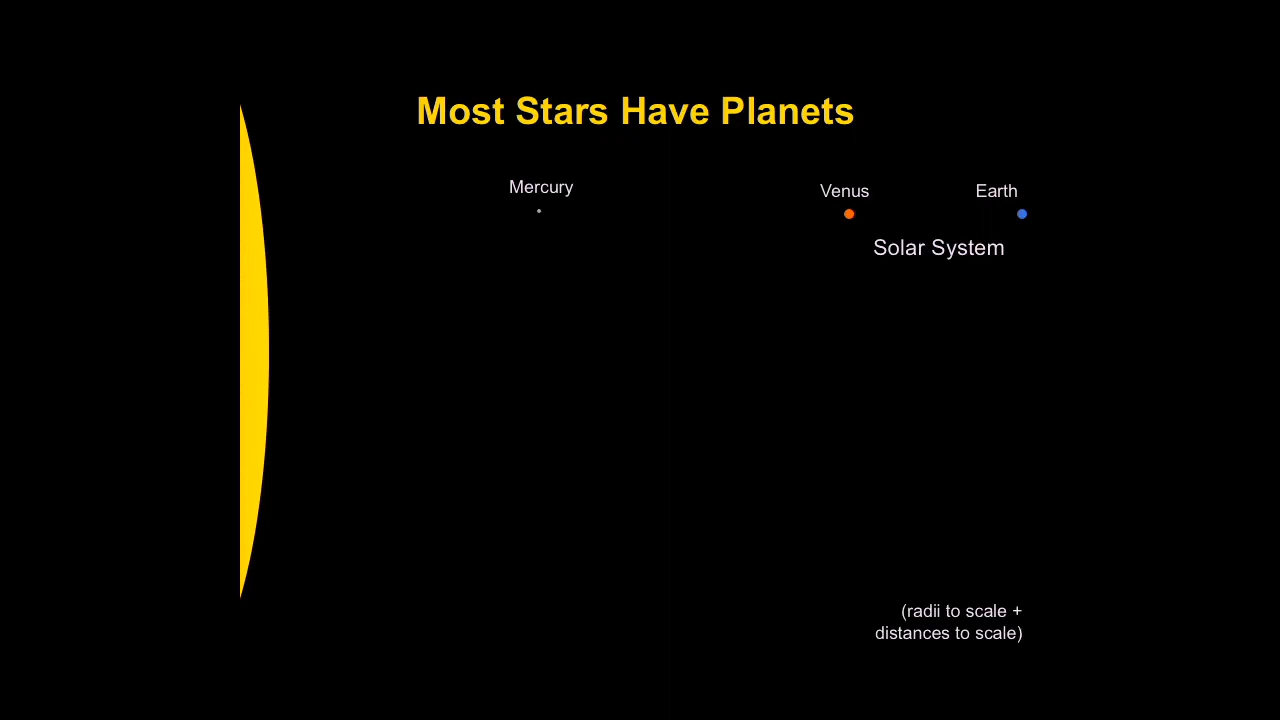 Most Stars Have Planets
Mercury
Venus
Earth
Solar System
(radii to scale +
distances to scale)